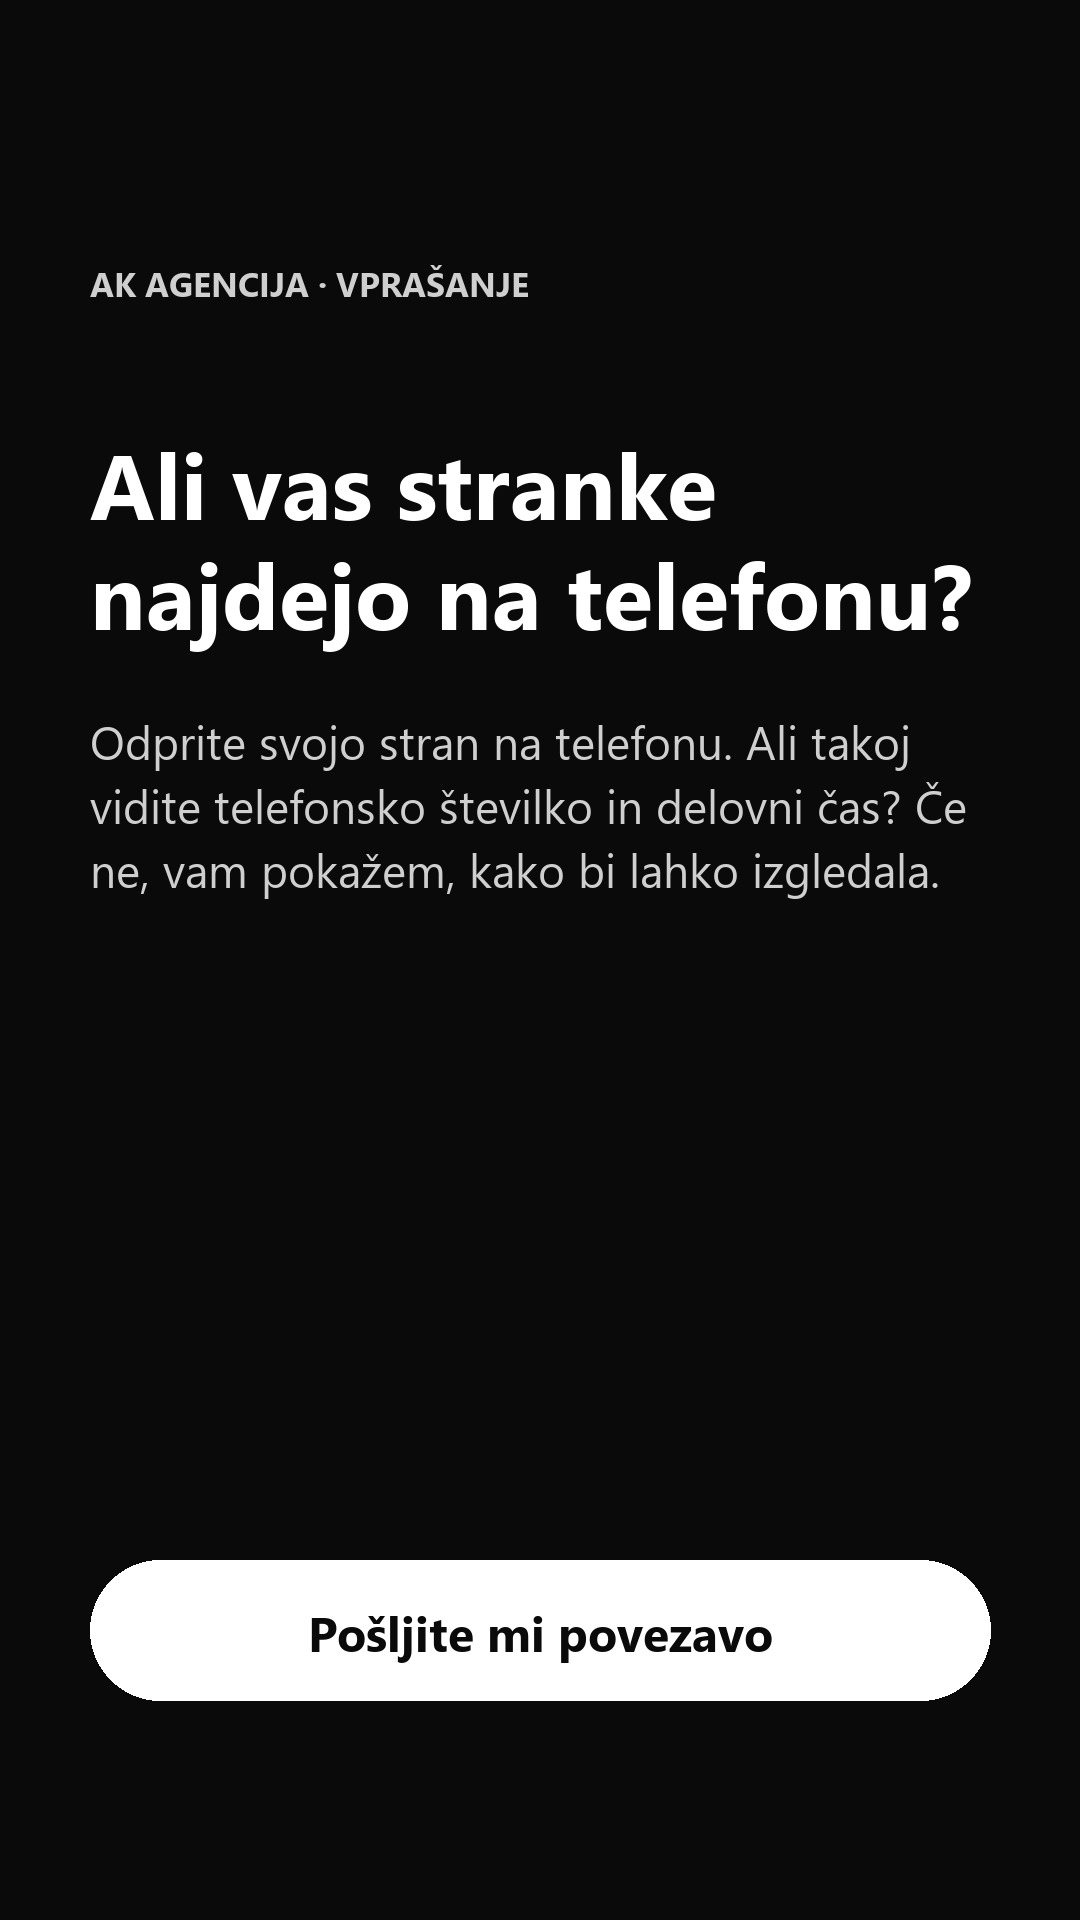 AK AGENCIJA · VPRAŠANJE
Ali vas stranke
najdejo na telefonu?
Odprite svojo stran na telefonu. Ali takoj
vidite telefonsko številko in delovni čas? Če
ne, vam pokažem, kako bi lahko izgledala.
Pošljite mi povezavo